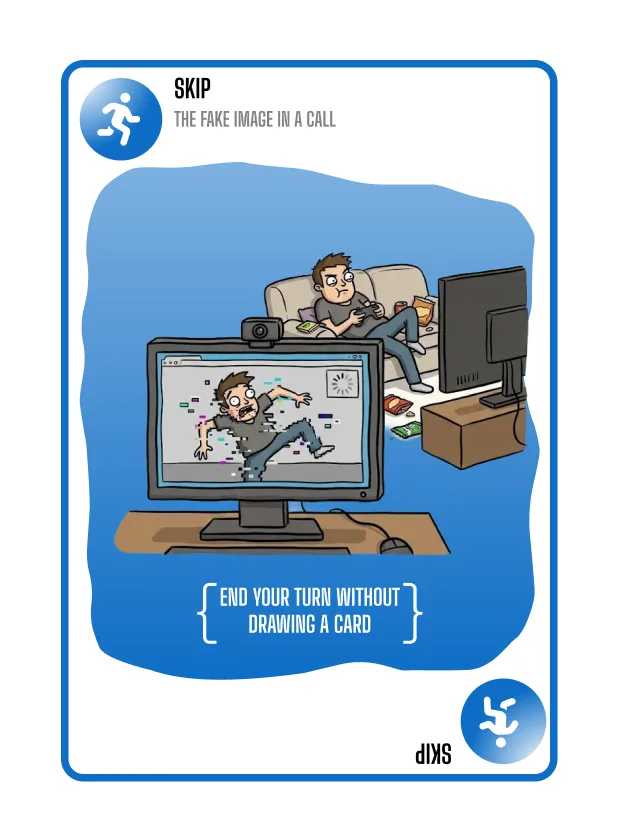 SKIP
THE FAKE IMAGE IN A CALL
END YOUR TURN WITHOUT
DRAWING A CARD
SKIP